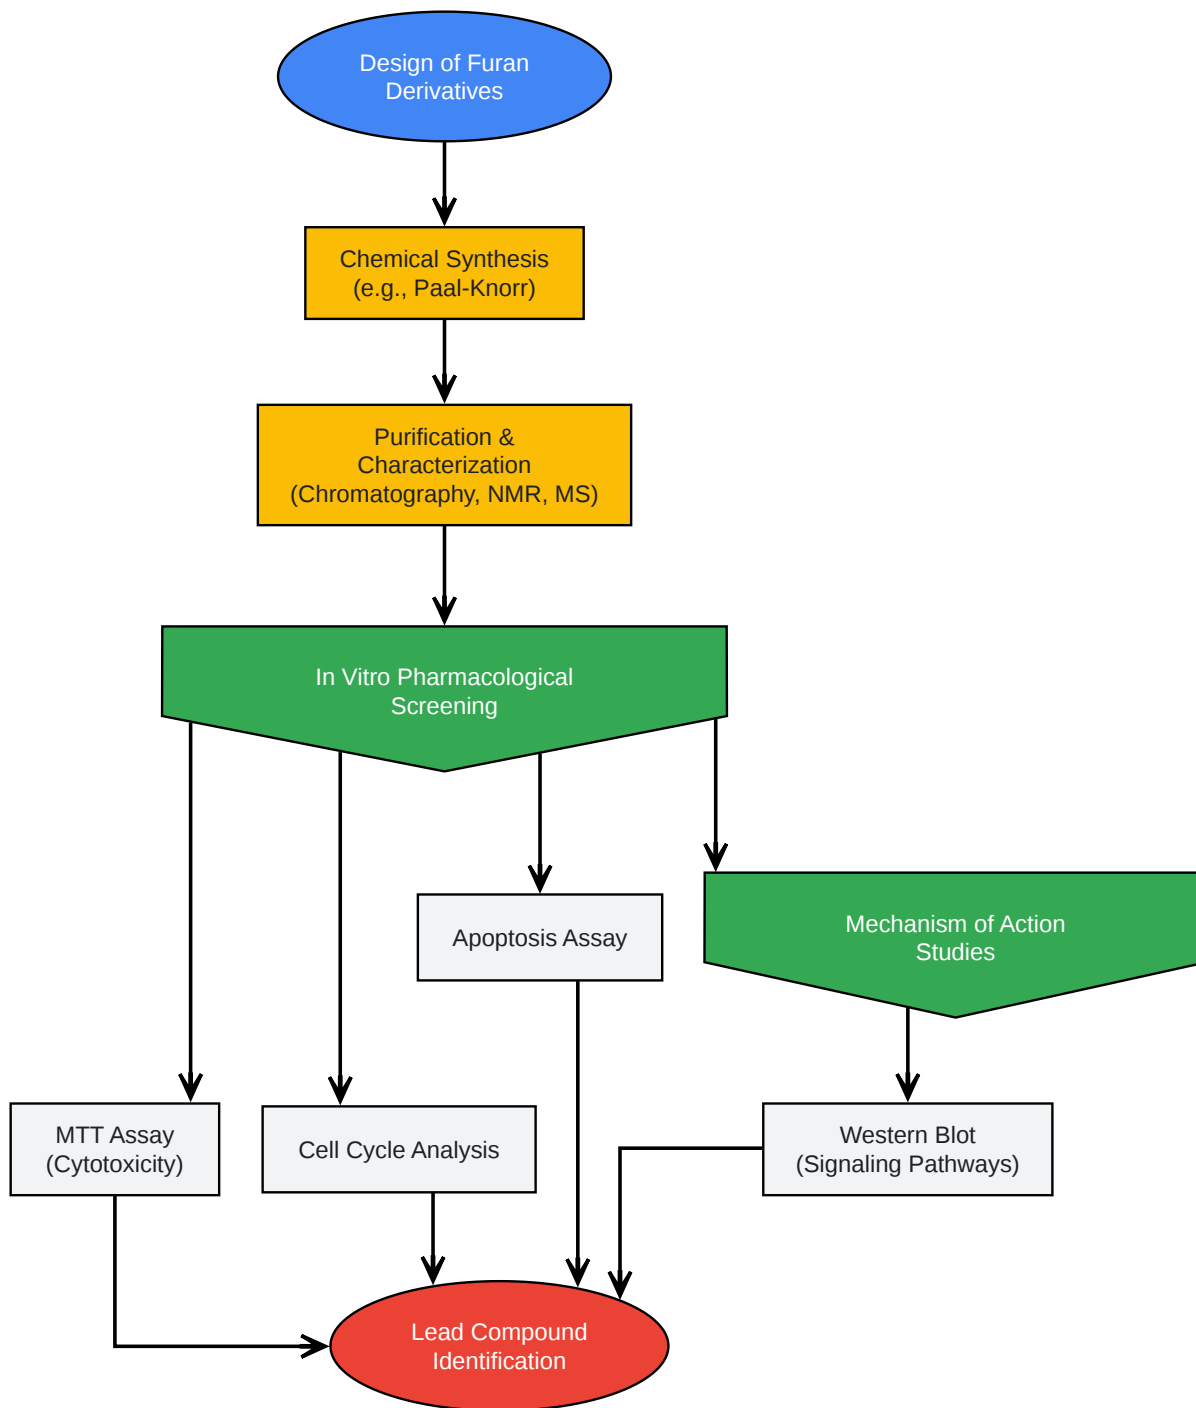 Design of Furan
Derivatives
Chemical Synthesis
(e.g., Paal-Knorr)
Purification &
Characterization
(Chromatography, NMR, MS)
In Vitro Pharmacological
Screening
Apoptosis Assay
Mechanism of Action
Studies
MTT Assay
(Cytotoxicity)
Cell Cycle Analysis
Western Blot
(Signaling Pathways)
Lead Compound
Identification